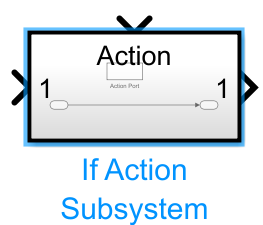 Action
Action Port
1
1
If Action
Subsystem